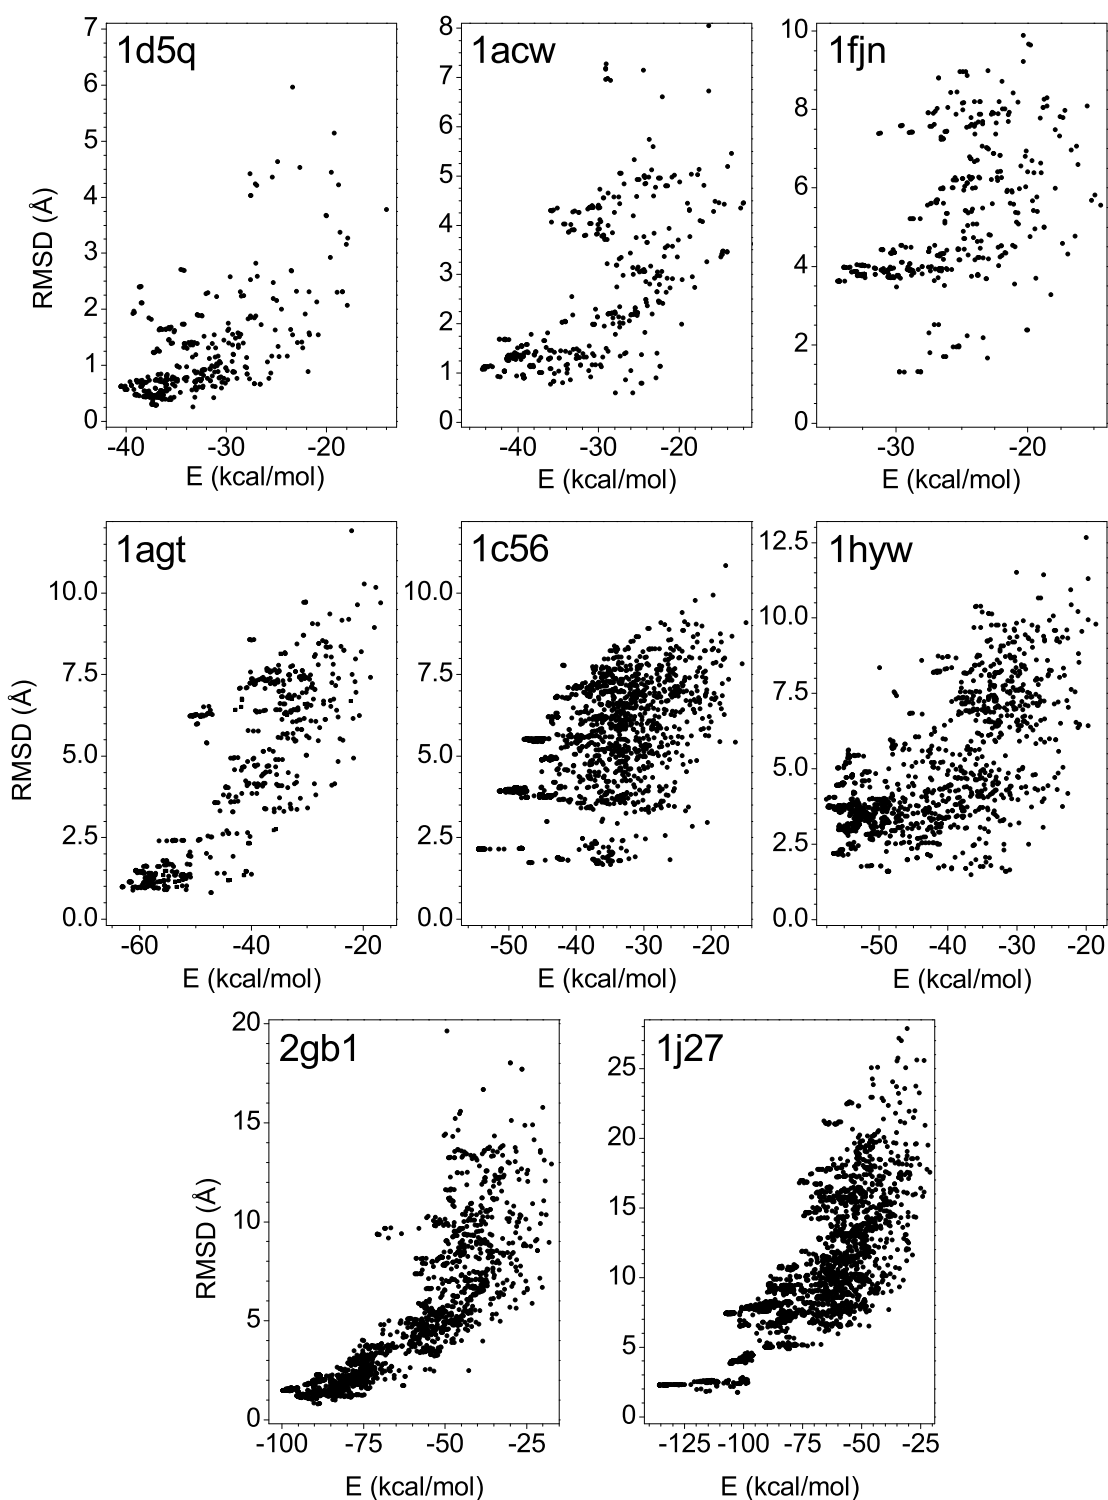 1d5q
1acw
1fjn
7
6
5
4
3
2
1
0
8
7
6
5
4
3
2
1
0
10
8
6
4
2
0
RMSD (Å)
-40 -30 -20
-40 -30 -20
-30 -20
E (kcal/mol)
E (kcal/mol)
E (kcal/mol)
1agt
1c56
1hyw
10.0
7.5
5.0
2.5
0.0
10.0
7.5
5.0
2.5
0.0
12.5
10.0
7.5
5.0
2.5
0.0
RMSD (Å)
-60 -40 -20
-50 -40 -30 -20
-50 -40 -30 -20
E (kcal/mol)
E (kcal/mol)
E (kcal/mol)
2gb1
1j27
20
15
10
5
0
25
20
15
10
5
0
RMSD (Å)
-100 -75 -50 -25
-125 -100 -75 -50 -25
E (kcal/mol)
E (kcal/mol)